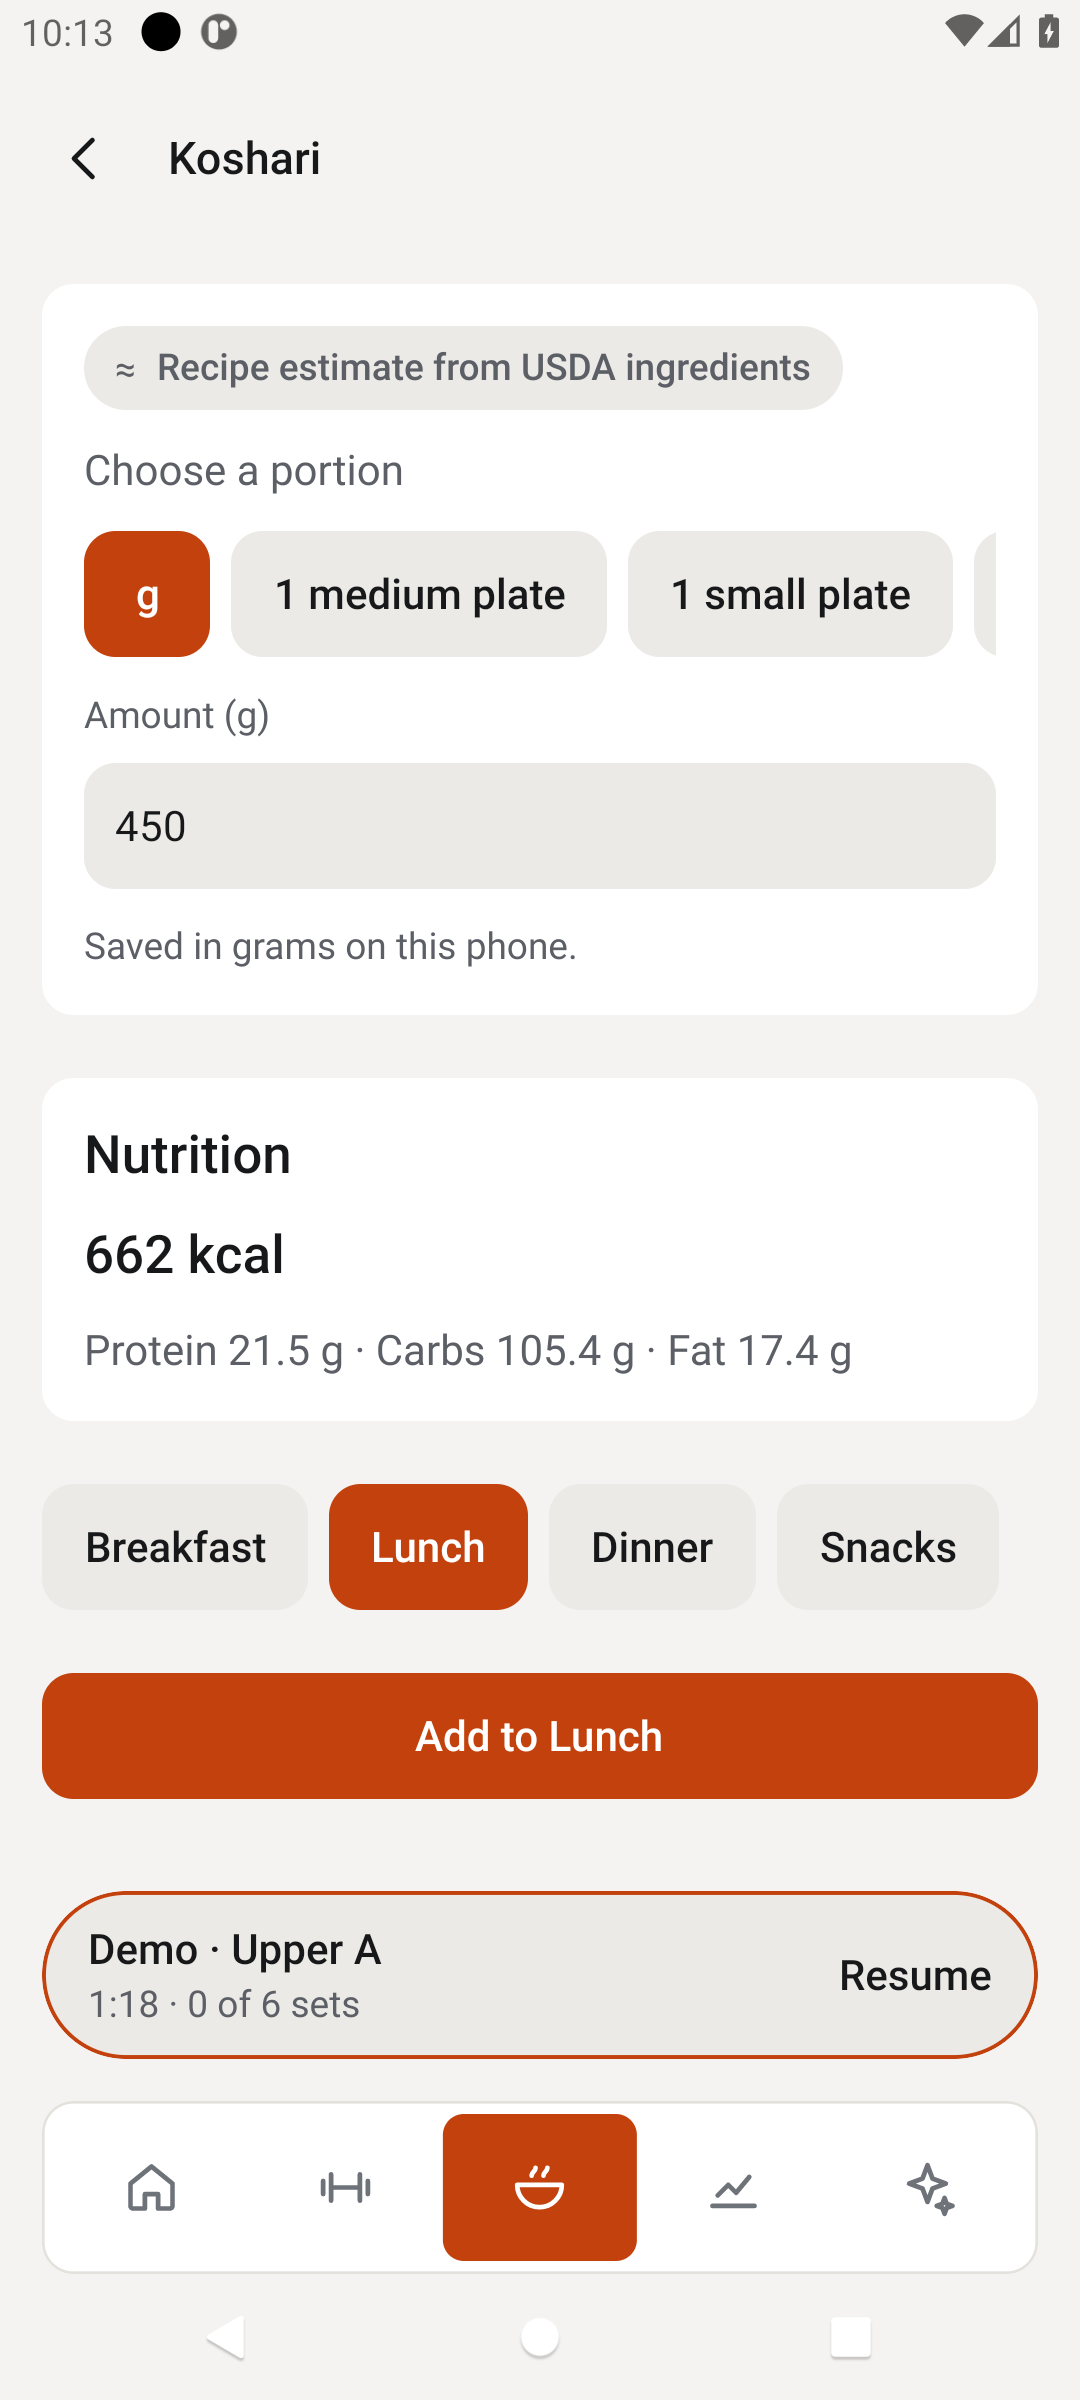 10:13
Koshari
≈ Recipe estimate from USDA ingredients
Choose a portion
g
1 medium plate
1 small plate
Amount (g)
450
Saved in grams on this phone.
Nutrition
662 kcal
Protein 21.5 g · Carbs 105.4 g · Fat 17.4 g
Breakfast
Lunch
Dinner
Snacks
Add to Lunch
Demo · Upper A
1:18 · 0 of 6 sets
Resume